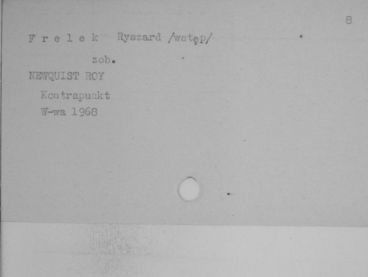 8
F r e l e k Ryszard /wstęp/
zob.
NEWQUIST ROY
Kontrapunkt
W-wa 1968